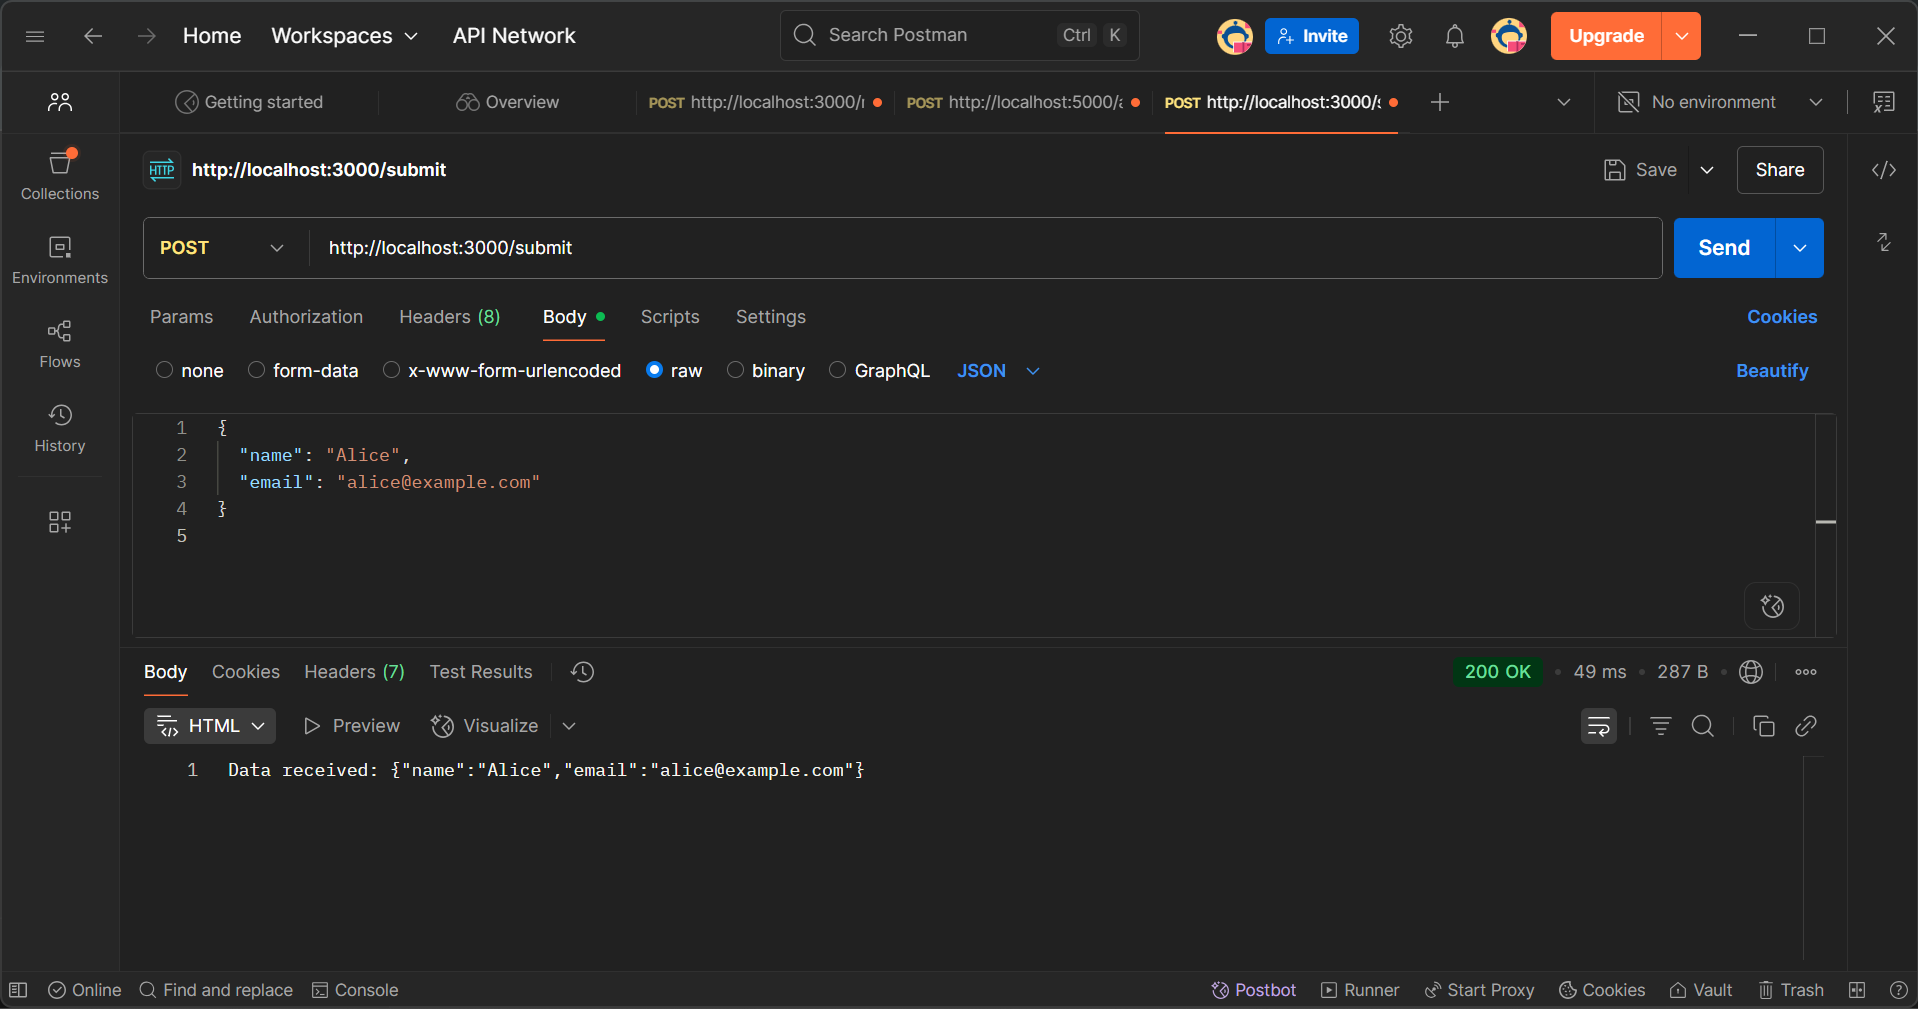 Home Workspaces API Network Search Postman Ctrl K Invite Upgrade
Getting started Overview POST http://localhost:3000/ POST http://localhost:5000/ POST http://localhost:3000/ No environment
Collections
Environments
Flows
History
HTTP http://localhost:3000/submit Save Share
POST http://localhost:3000/submit Send
Params Authorization Headers (8) Body Scripts Settings Cookies
none form-data x-www-form-urlencoded raw binary GraphQL JSON Beautify
1 {
2 "name": "Alice",
3 "email": "alice@example.com"
4 }
5
Body Cookies Headers (7) Test Results 200 OK • 49 ms • 287 B
HTML Preview Visualize
1 Data received: {"name":"Alice","email":"alice@example.com"}
Online Find and replace Console Postbot Runner Start Proxy Cookies Vault Trash